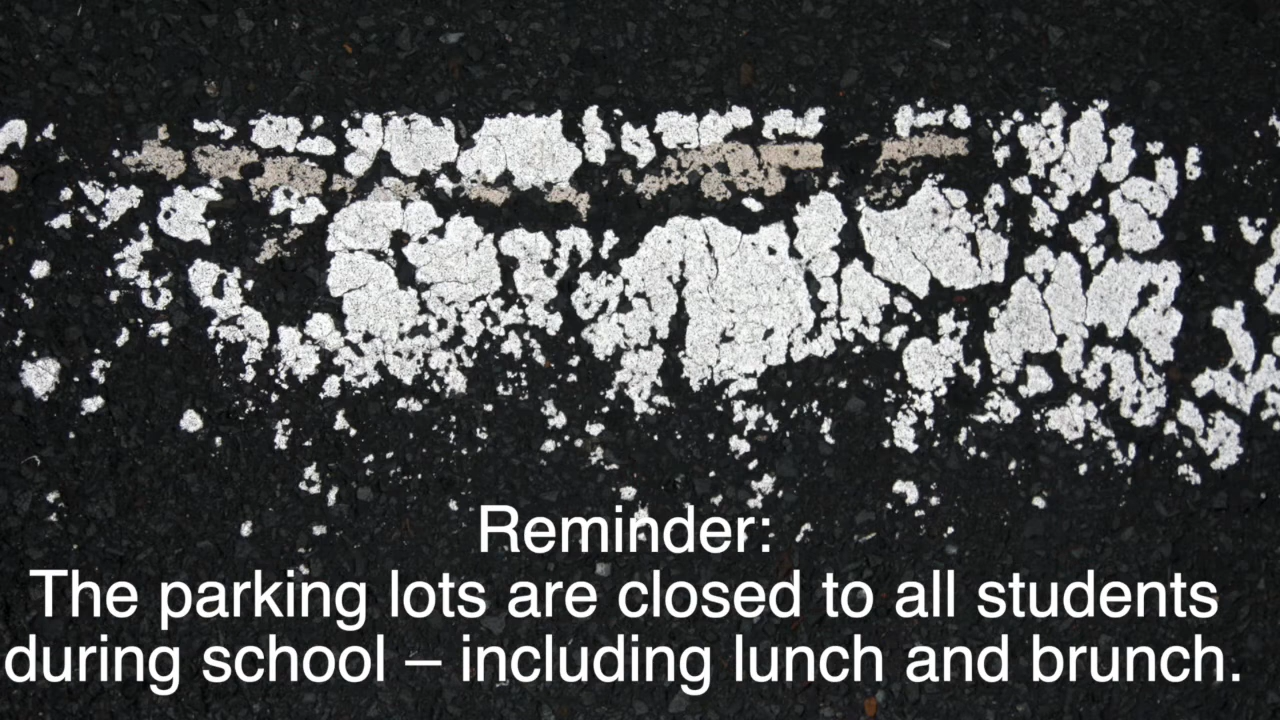 Reminder:
The parking lots are closed to all students
during school – including lunch and brunch.